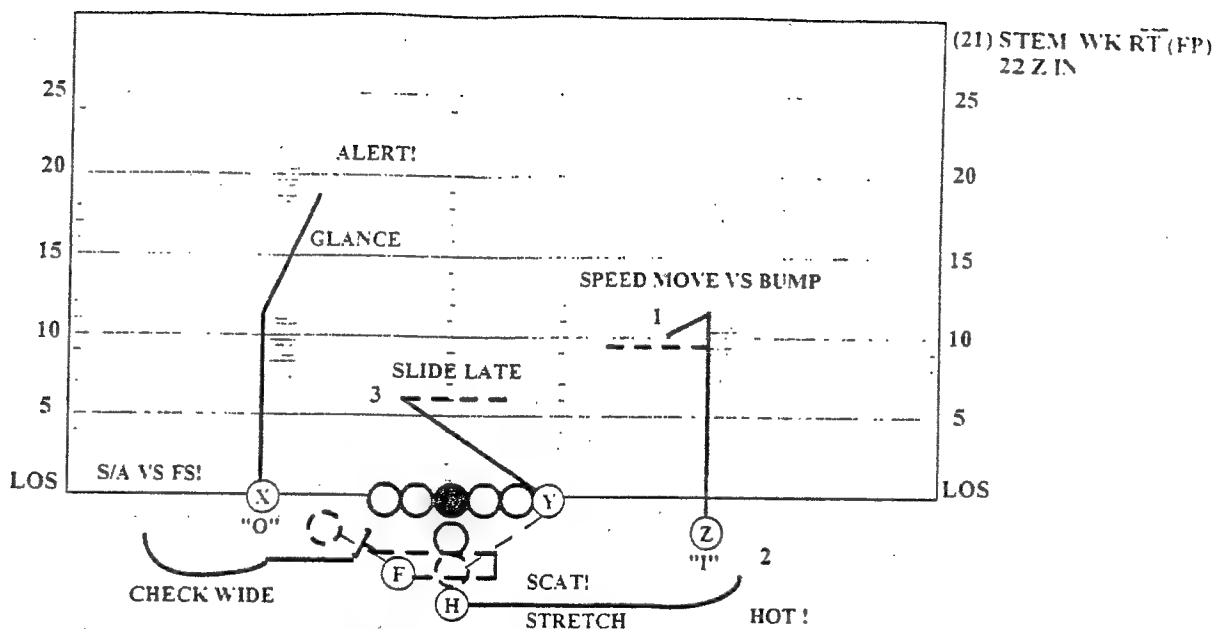 (21) STEM WK RT (FP)
22 Z IN
25 25
ALERT!
20 20
GLANCE
15 15
SPEED MOVE VS BUMP
1
10 10
SLIDE LATE
3
5 5
S/A VS FS!
LOS LOS
X Y
"O"
Z
"I" 2
F
SCAT!
CHECK WIDE
H
STRETCH HOT !